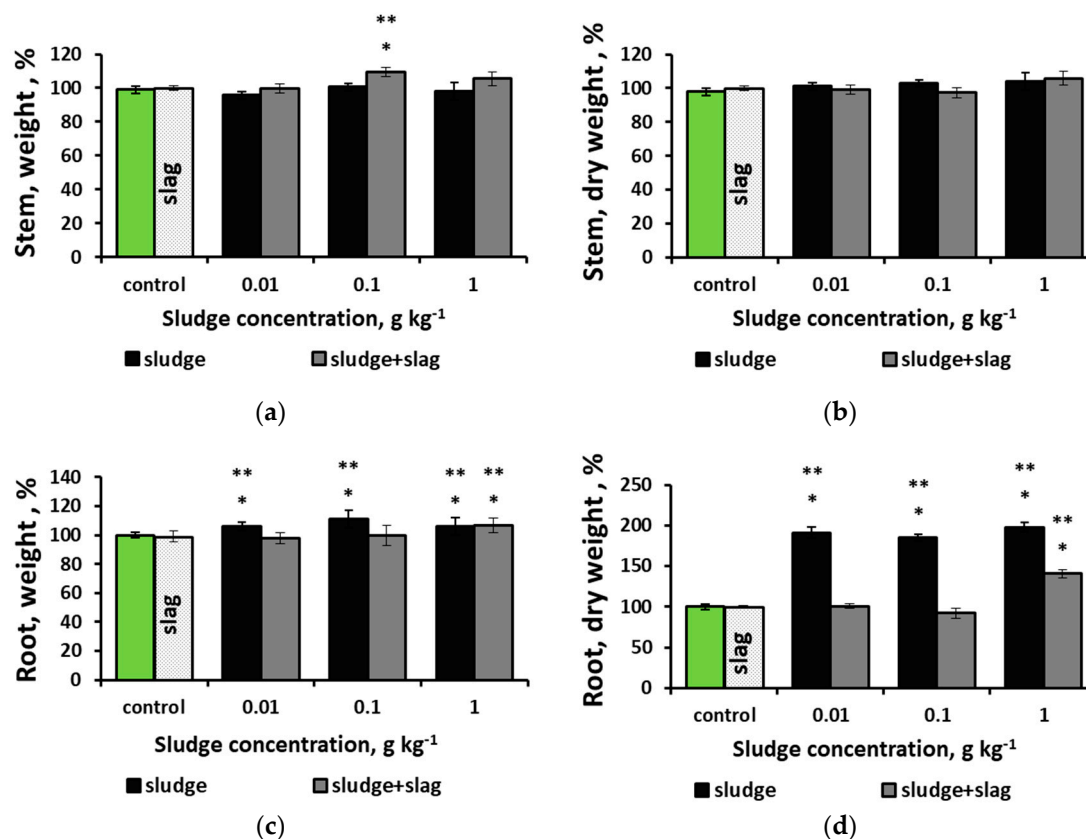 **
*
120
100
80
60
40
20
0
Stem, weight , %
slag
control 0.01 0.1 1
Sludge concentration, g kg⁻¹
sludge sludge+slag
(a)
120
100
80
60
40
20
0
Stem, dry weight , %
slag
control 0.01 0.1 1
Sludge concentration, g kg⁻¹
sludge sludge+slag
(b)
** ** ** **
* * * *
140
120
100
80
60
40
20
0
Root, weight , %
slag
control 0.01 0.1 1
Sludge concentration, g kg⁻¹
sludge sludge+slag
(c)
** ** **
* * *
**
*
250
200
150
100
50
0
Root, dry weight , %
slag
control 0.01 0.1 1
Sludge concentration, g kg⁻¹
sludge sludge+slag
(d)